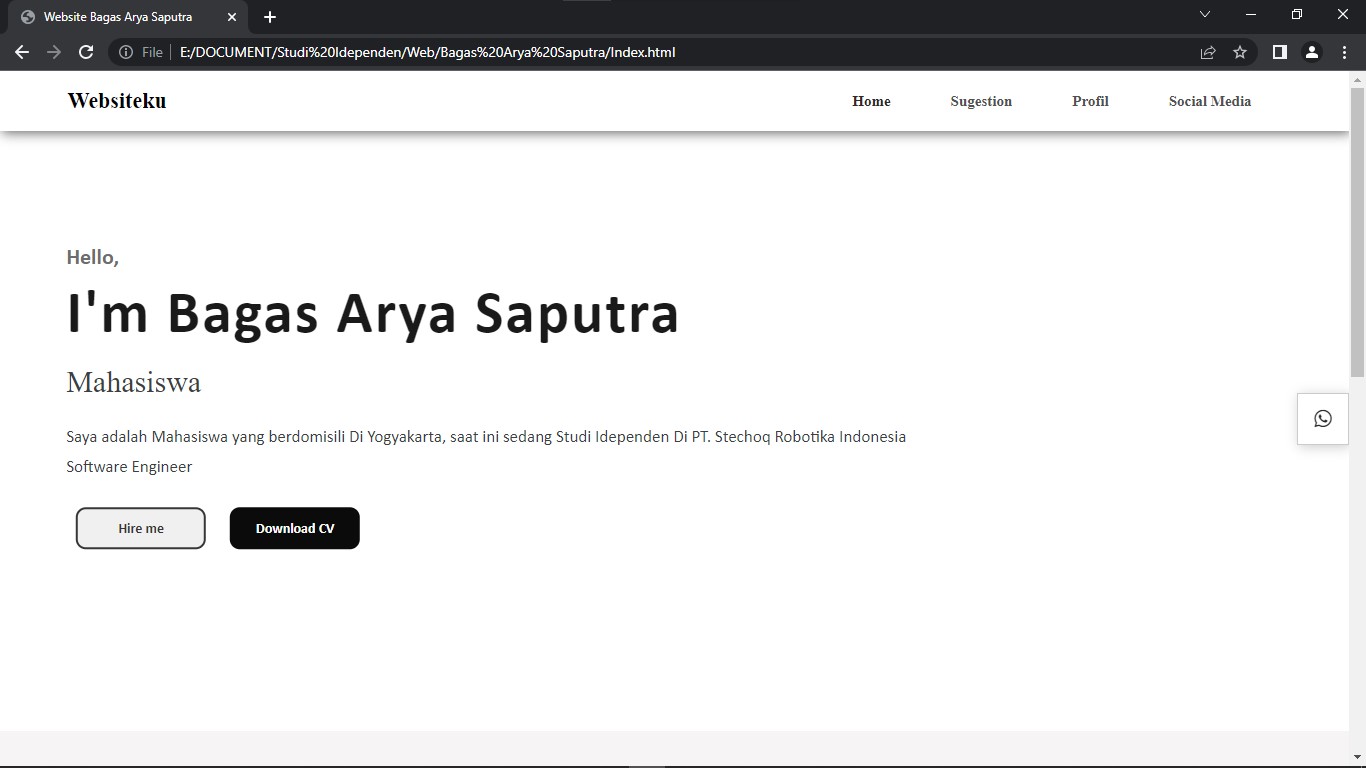 Website Bagas Arya Saputra
File E:/DOCUMENT/Studi%20Idependen/Web/Bagas%20Arya%20Saputra/Index.html
Websiteku Home Sugestion Profil Social Media
Hello,
I'm Bagas Arya Saputra
Mahasiswa
Saya adalah Mahasiswa yang berdomisili Di Yogyakarta, saat ini sedang Studi Idependen Di PT. Stechoq Robotika Indonesia
Software Engineer
Hire me Download CV